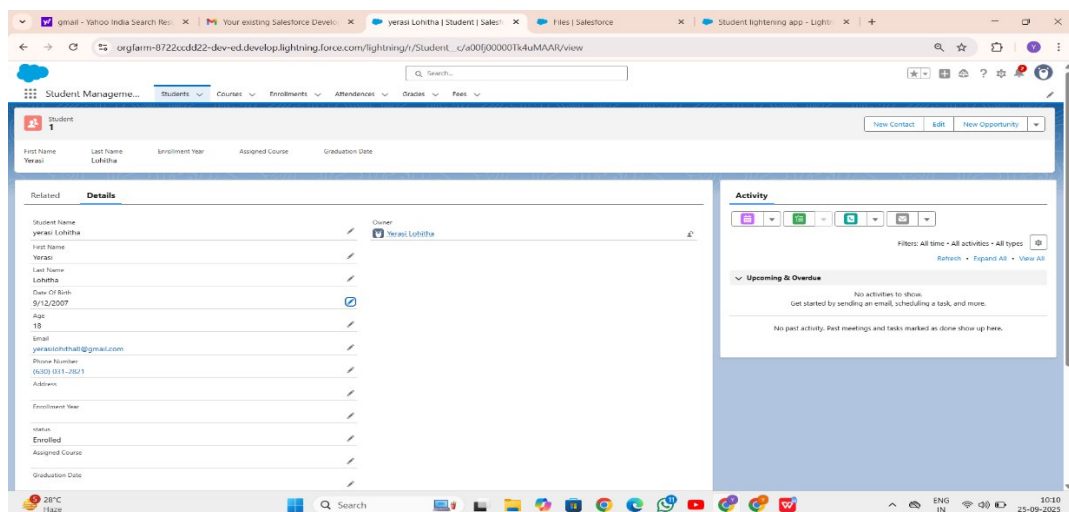 gmail - Yahoo India Search Resu
Your existing Salesforce Develop
yerasi Lohitha | Student | Salesf
Files | Salesforce
Student lightening app - Lightn
orgfarm-8722ccdd22-dev-ed.develop.lightning.force.com/lightning/r/Student__c/a00fj00000Tk4uMAAR/view
Search...
Student Manageme...
Students
Courses
Enrollments
Attendences
Grades
Fees
Student
1
New Contact
Edit
New Opportunity
First Name
Last Name
Enrollment Year
Assigned Course
Graduation Date
Yerasi
Lohitha
Related
Details
Student Name
yerasi Lohitha
First Name
Yerasi
Last Name
Lohitha
Date Of Birth
9/12/2007
Age
18
Email
yerasilohithall@gmail.com
Phone Number
(630) 031-2821
Address
Enrollment Year
status
Enrolled
Assigned Course
Graduation Date
Owner
Yerasi Lohitha
Activity
Filters: All time • All activities • All types
Refresh • Expand All • View All
Upcoming & Overdue
No activities to show.
Get started by sending an email, scheduling a task, and more.
No past activity. Past meetings and tasks marked as done show up here.
28°C
Haze
Search
ENG
IN
10:10
25-09-2025